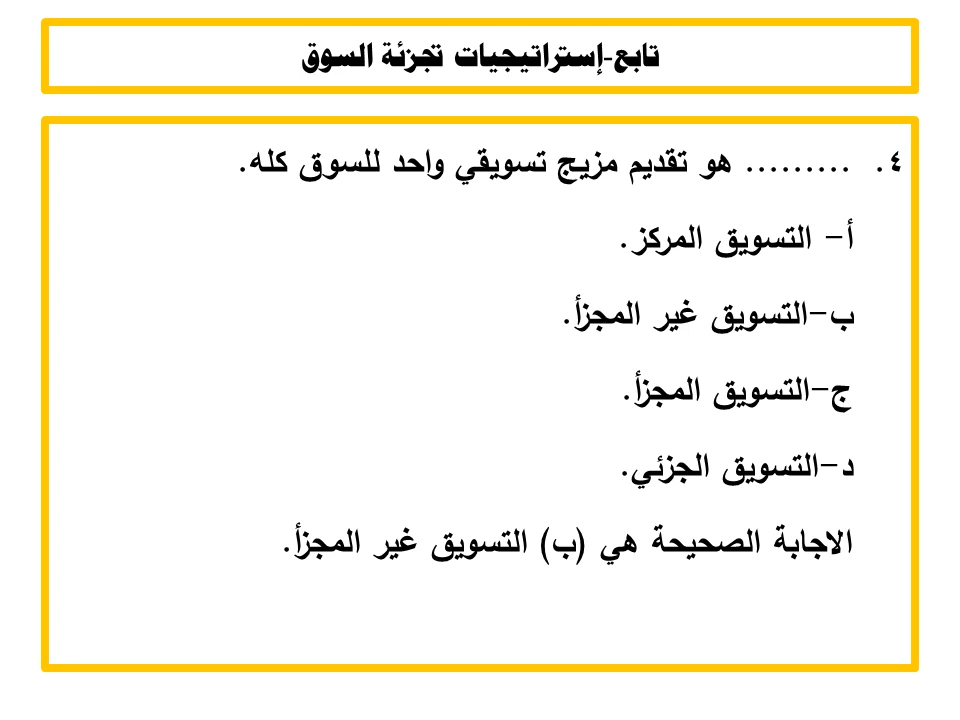 تابع-إستراتيجيات تجزئة السوق
٤. ......... هو تقديم مزيج تسويقي واحد للسوق كله.
أ- التسويق المركز.
ب-التسويق غير المجزأ.
ج-التسويق المجزأ.
د-التسويق الجزئي.
الاجابة الصحيحة هي (ب) التسويق غير المجزأ.